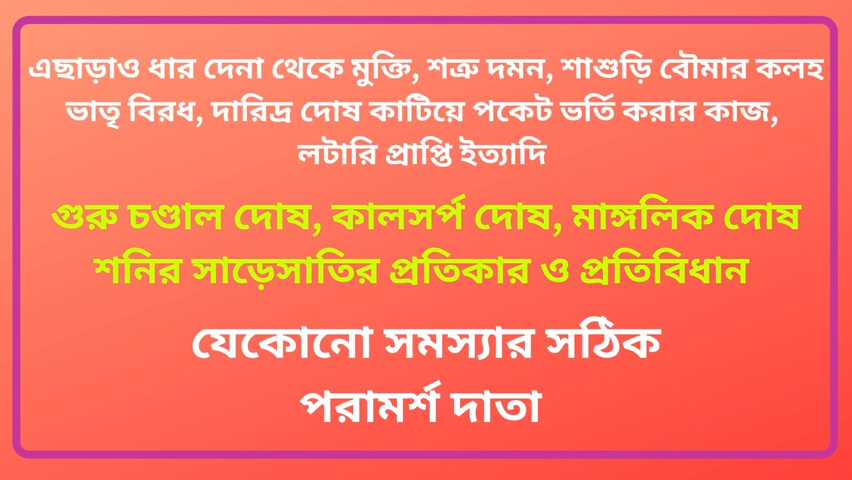 এছাড়াও ধার দেনা থেকে মুক্তি, শত্রু দমন, শাশুড়ি বৌমার কলহ
ভাতৃ বিরধ, দারিদ্র দোষ কাটিয়ে পকেট ভর্তি করার কাজ,
লটারি প্রাপ্তি ইত্যাদি
গুরু চণ্ডাল দোষ, কালসর্প দোষ, মাঙ্গলিক দোষ
শনির সাড়েসাতির প্রতিকার ও প্রতিবিধান
যেকোনো সমস্যার সঠিক
পরামর্শ দাতা